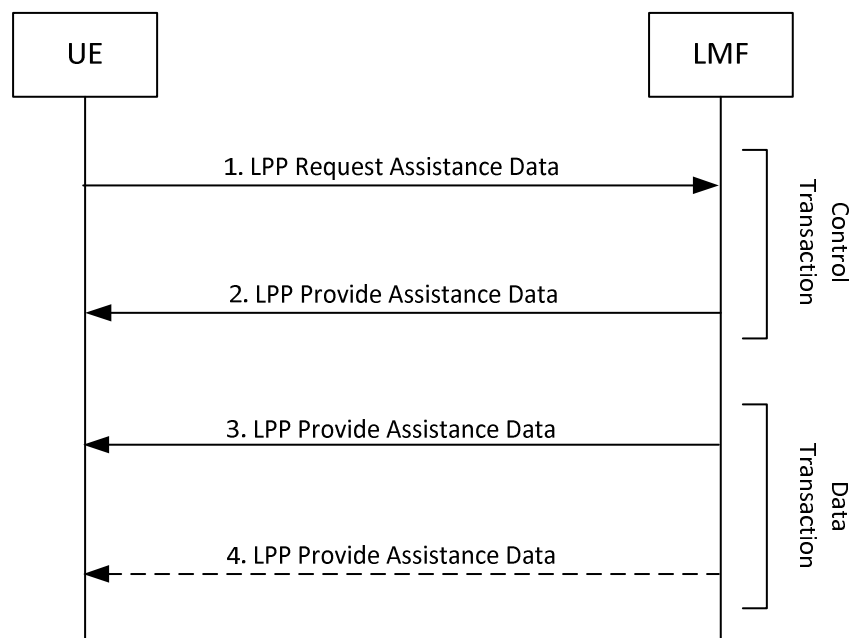 UE
LMF
1. LPP Request Assistance Data
Control
Transaction
2. LPP Provide Assistance Data
3. LPP Provide Assistance Data
Data
Transaction
4. LPP Provide Assistance Data